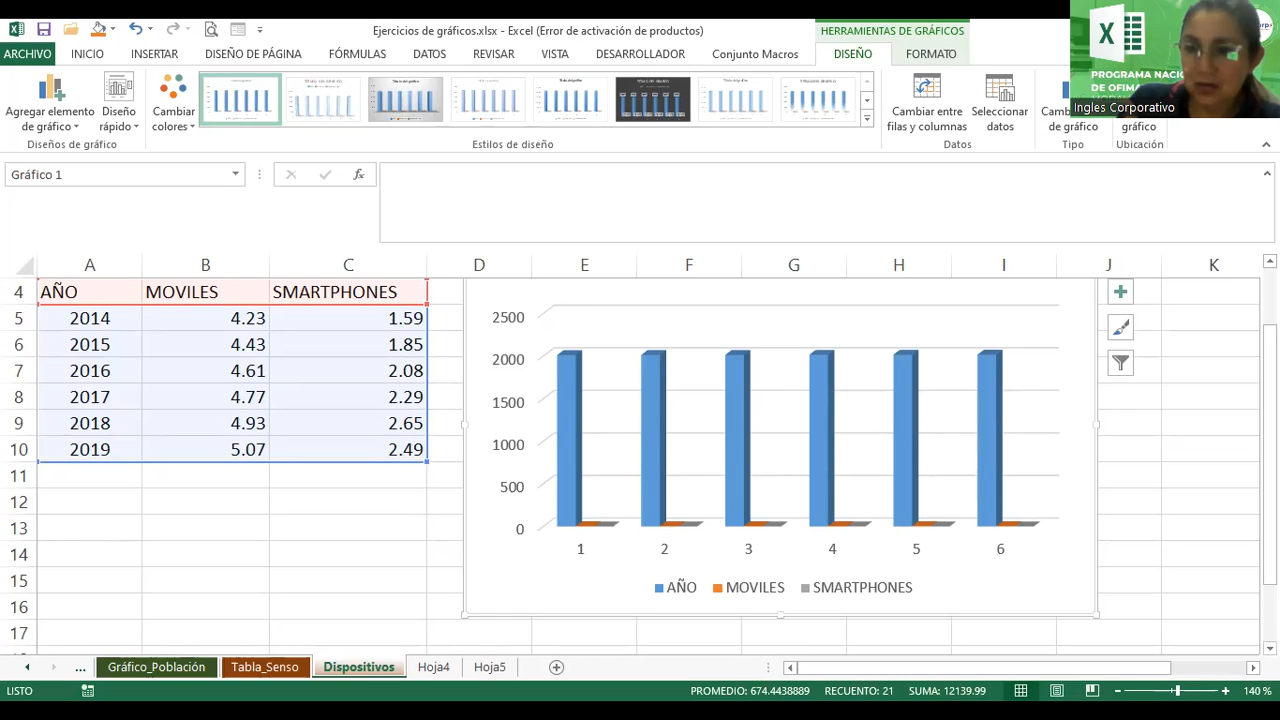 Ejercicios de gráficos.xlsx - Excel (Error de activación de productos)
HERRAMIENTAS DE GRÁFICOS
ARCHIVO INICIO INSERTAR DISEÑO DE PÁGINA FÓRMULAS DATOS REVISAR VISTA DESARROLLADOR Conjunto Macros DISEÑO FORMATO
X
PROGRAMA NACI
DE OFIM
Ingles Corporativo
Agregar elemento de gráfico
Diseño rápido
Cambiar colores
Cambiar entre filas y columnas
Seleccionar datos
de gráfico
gráfico
Diseños de gráfico
Estilos de diseño
Datos
Tipo
Ubicación
Gráfico 1
fx
A B C D E F G H I J K
4 AÑO MOVILES SMARTPHONES
5 2014 4.23 1.59
6 2015 4.43 1.85
7 2016 4.61 2.08
8 2017 4.77 2.29
9 2018 4.93 2.65
10 2019 5.07 2.49
11
12
13
14
15
16
17
2500
2000
1500
1000
500
0
1 2 3 4 5 6
AÑO MOVILES SMARTPHONES
... Gráfico_Población Tabla_Senso Dispositivos Hoja4 Hoja5
LISTO
PROMEDIO: 674.4438889 RECUENTO: 21 SUMA: 12139.99
140 %